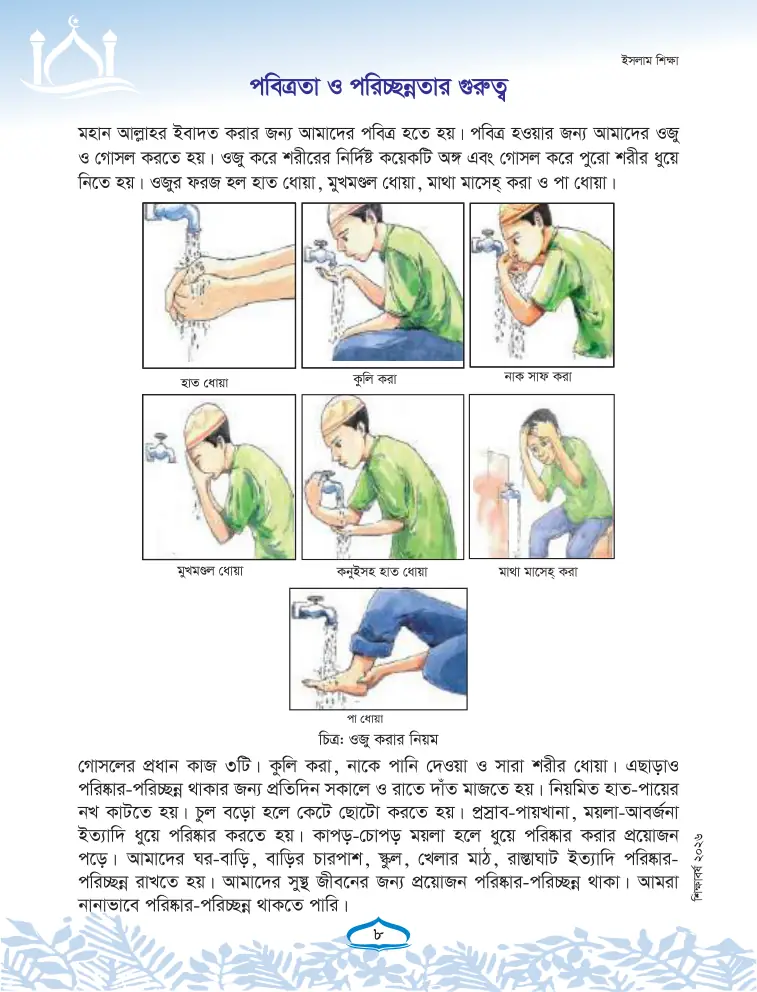 ইসলাম শিক্ষা
পবিত্রতা ও পরিচ্ছন্নতার গুরুত্ব
মহান আল্লাহর ইবাদত করার জন্য আমাদের পবিত্র হতে হয়। পবিত্র হওয়ার জন্য আমাদের ওজু
ও গোসল করতে হয়। ওজু করে শরীরের নির্দিষ্ট কয়েকটি অঙ্গ এবং গোসল করে পুরো শরীর ধুয়ে
নিতে হয়। ওজুর ফরজ হল হাত ধোয়া, মুখমণ্ডল ধোয়া, মাথা মাসেহ্ করা ও পা ধোয়া।
হাত ধোয়া
কুলি করা
নাক সাফ করা
মুখমণ্ডল ধোয়া
কনুইসহ হাত ধোয়া
মাথা মাসেহ্ করা
পা ধোয়া
চিত্র: ওজু করার নিয়ম
গোসলের প্রধান কাজ ৩টি। কুলি করা, নাকে পানি দেওয়া ও সারা শরীর ধোয়া। এছাড়াও
পরিষ্কার-পরিচ্ছন্ন থাকার জন্য প্রতিদিন সকালে ও রাতে দাঁত মাজতে হয়। নিয়মিত হাত-পায়ের
নখ কাটতে হয়। চুল বড়ো হলে কেটে ছোটো করতে হয়। প্রস্রাব-পায়খানা, ময়লা-আবর্জনা
ইত্যাদি ধুয়ে পরিষ্কার করতে হয়। কাপড়-চোপড় ময়লা হলে ধুয়ে পরিষ্কার করার প্রয়োজন
পড়ে। আমাদের ঘর-বাড়ি, বাড়ির চারপাশ, স্কুল, খেলার মাঠ, রাস্তাঘাট ইত্যাদি পরিষ্কার-
পরিচ্ছন্ন রাখতে হয়। আমাদের সুস্থ জীবনের জন্য প্রয়োজন পরিষ্কার-পরিচ্ছন্ন থাকা। আমরা
নানাভাবে পরিষ্কার-পরিচ্ছন্ন থাকতে পারি।
শিক্ষাবর্ষ ২০২৬
৮